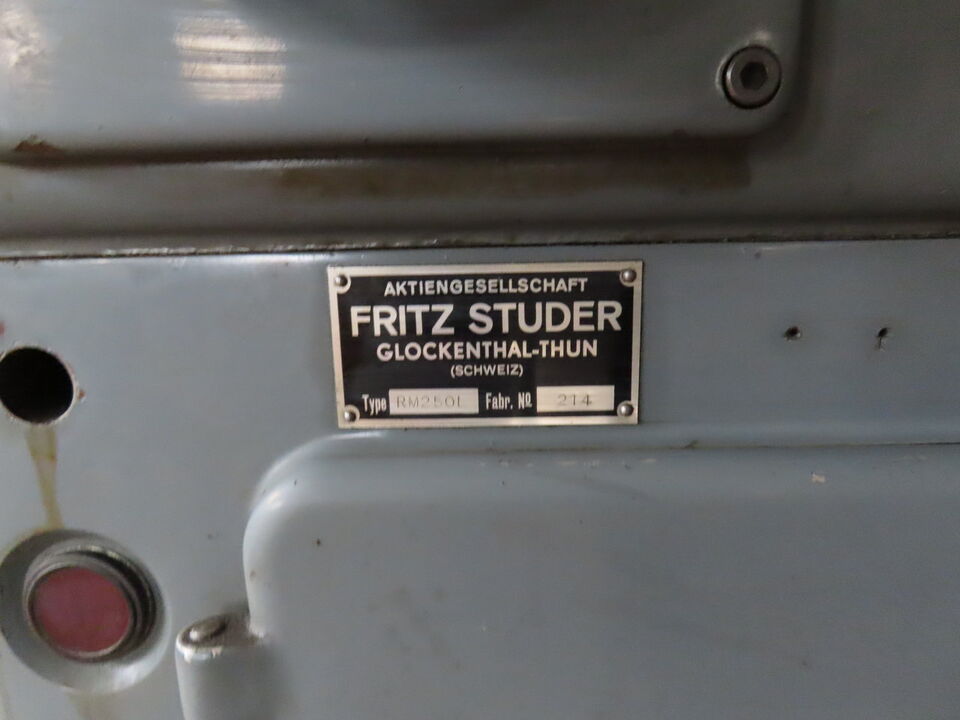 AKTIENGESELLSCHAFT
FRITZ STUDER
GLOCKENTHAL-THUN
(SCHWEIZ)
Type RM250L Fabr. Nº 214